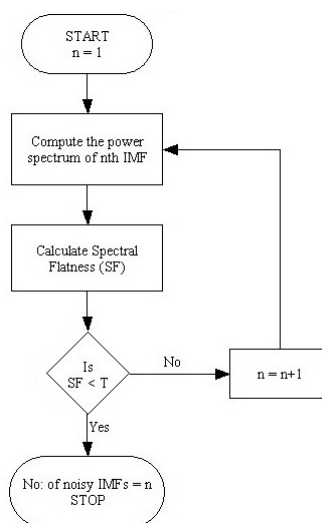 START
n = 1
Compute the power
spectrum of nth IMF
Calculate Spectral
Flatness (SF)
Is
SF < T
No
n = n+1
Yes
No: of noisy IMFs = n
STOP